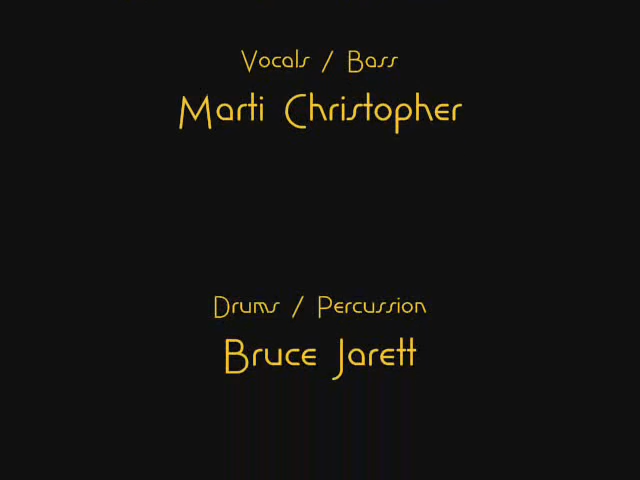 Vocals / Bass
Marti Christopher
Drums / Percussion
Bruce Jarett